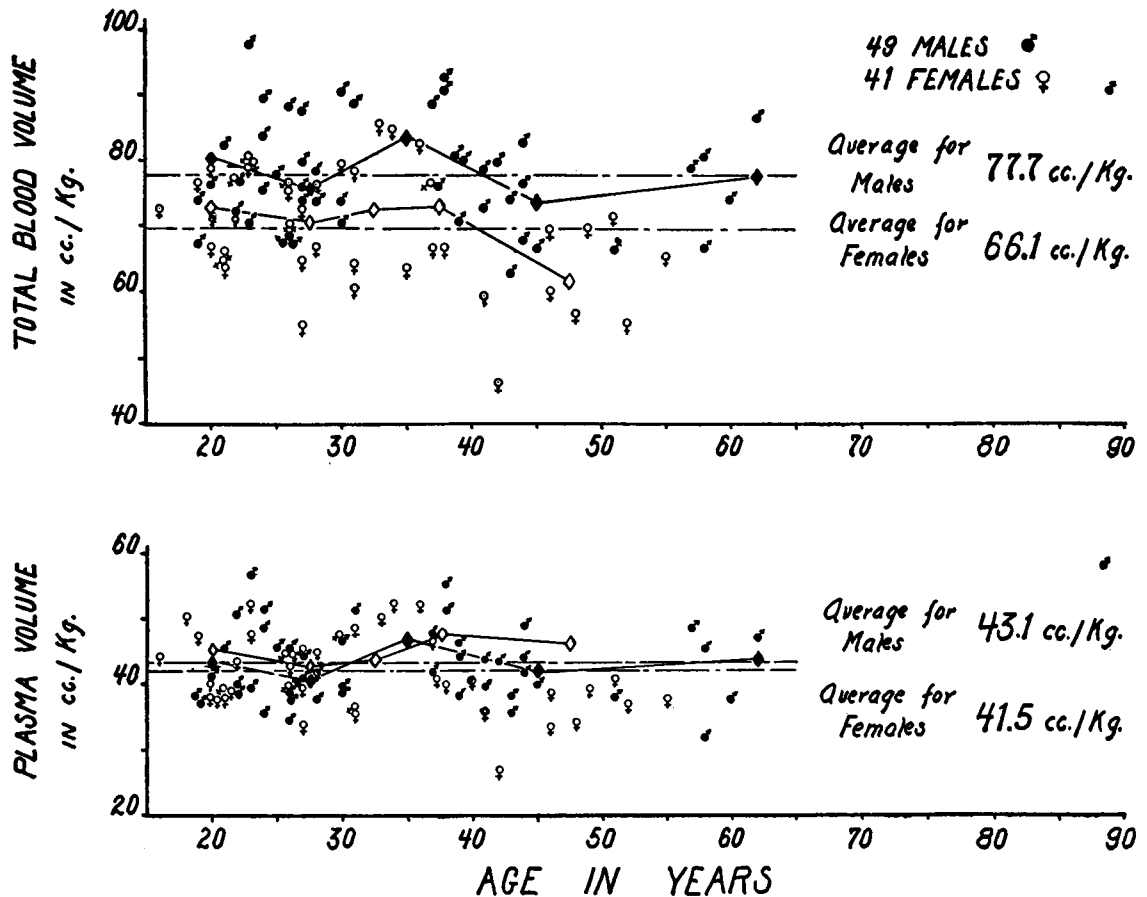 TOTAL BLOOD VOLUME
IN cc./Kg.
100
80
60
40
20 30 40 50 60 70 80 90
49 MALES ♂
41 FEMALES ♀
Average for
Males
77.7 cc./Kg.
Average for
Females
66.1 cc./Kg.
PLASMA VOLUME
IN cc./Kg.
60
40
20
20 30 40 50 60 70 80 90
Average for
Males
43.1 cc./Kg.
Average for
Females
41.5 cc./Kg.
AGE IN YEARS